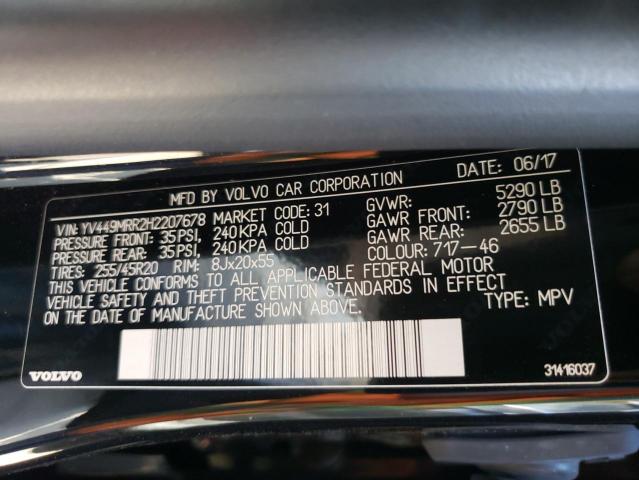 MFD BY VOLVO CAR CORPORATION DATE: 06/17
VIN: YV449MRR2H2207678 MARKET CODE: 31 GVWR: 5290 LB
PRESSURE FRONT: 35PSI, 240KPA COLD GAWR FRONT: 2790 LB
PRESSURE REAR: 35PSI, 240KPA COLD GAWR REAR: 2655 LB
TIRES: 255/45R20 RIM: 8Jx20x55 COLOUR: 717-46
THIS VEHICLE CONFORMS TO ALL APPLICABLE FEDERAL MOTOR
VEHICLE SAFETY AND THEFT PREVENTION STANDARDS IN EFFECT
ON THE DATE OF MANUFACTURE SHOWN ABOVE. TYPE: MPV
VOLVO 31416037